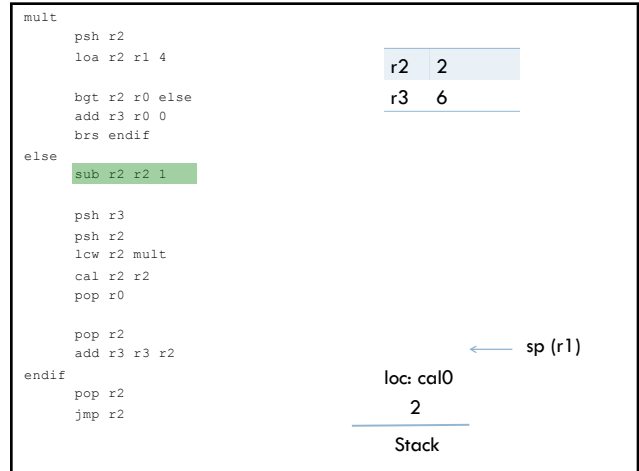 mult
psh r2
loa r2 r1 4
bgt r2 r0 else
add r3 r0 0
brs endif
else
sub r2 r2 1
psh r3
psh r2
lcw r2 mult
cal r2 r2
pop r0
pop r2
add r3 r3 r2
endif
pop r2
jmp r2
r2 2
r3 6
sp (r1)
loc: cal0
2
Stack